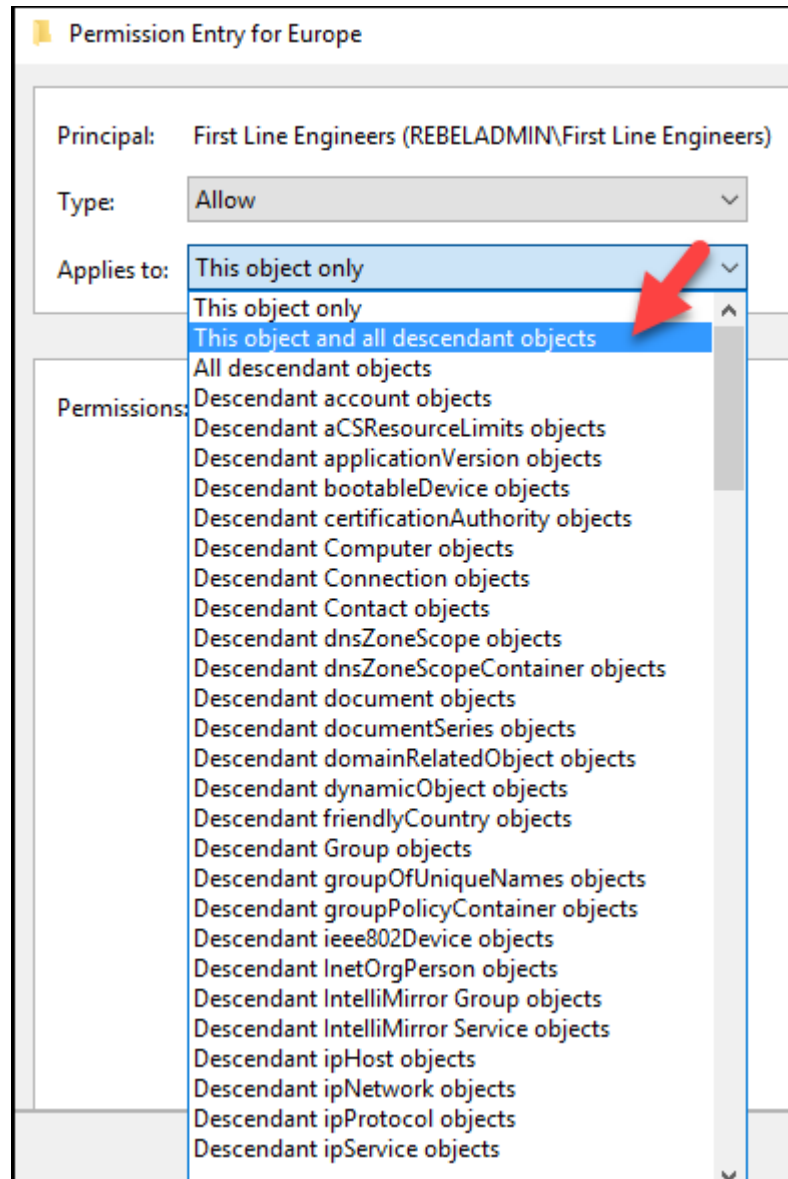 Permission Entry for Europe
Principal: First Line Engineers (REBELADMIN\First Line Engineers)
Type: Allow
Applies to: This object only
This object only
This object and all descendant objects
All descendant objects
Permissions:
Descendant account objects
Descendant aCSResourceLimits objects
Descendant applicationVersion objects
Descendant bootableDevice objects
Descendant certificationAuthority objects
Descendant Computer objects
Descendant Connection objects
Descendant Contact objects
Descendant dnsZoneScope objects
Descendant dnsZoneScopeContainer objects
Descendant document objects
Descendant documentSeries objects
Descendant domainRelatedObject objects
Descendant dynamicObject objects
Descendant friendlyCountry objects
Descendant Group objects
Descendant groupOfUniqueNames objects
Descendant groupPolicyContainer objects
Descendant ieee802Device objects
Descendant InetOrgPerson objects
Descendant IntelliMirror Group objects
Descendant IntelliMirror Service objects
Descendant ipHost objects
Descendant ipNetwork objects
Descendant ipProtocol objects
Descendant ipService objects